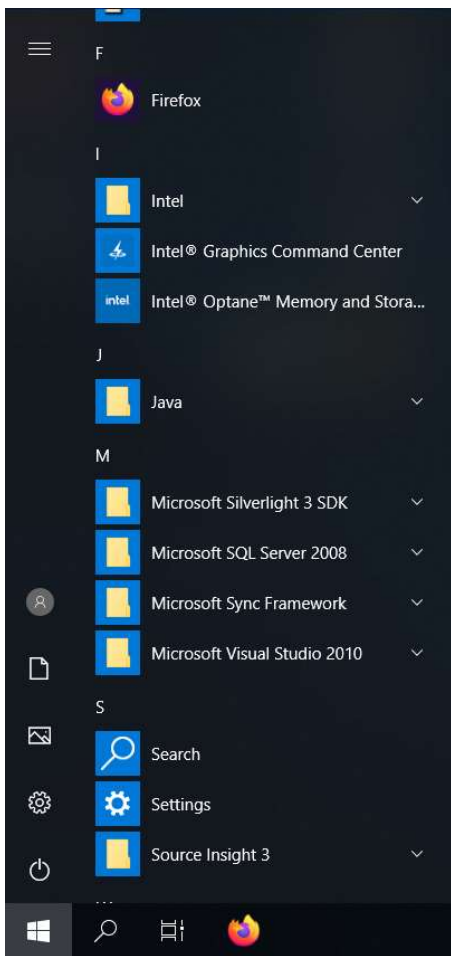 F
Firefox
I
Intel
Intel® Graphics Command Center
intel
Intel® Optane™ Memory and Stora...
J
Java
M
Microsoft Silverlight 3 SDK
Microsoft SQL Server 2008
Microsoft Sync Framework
Microsoft Visual Studio 2010
S
Search
Settings
Source Insight 3